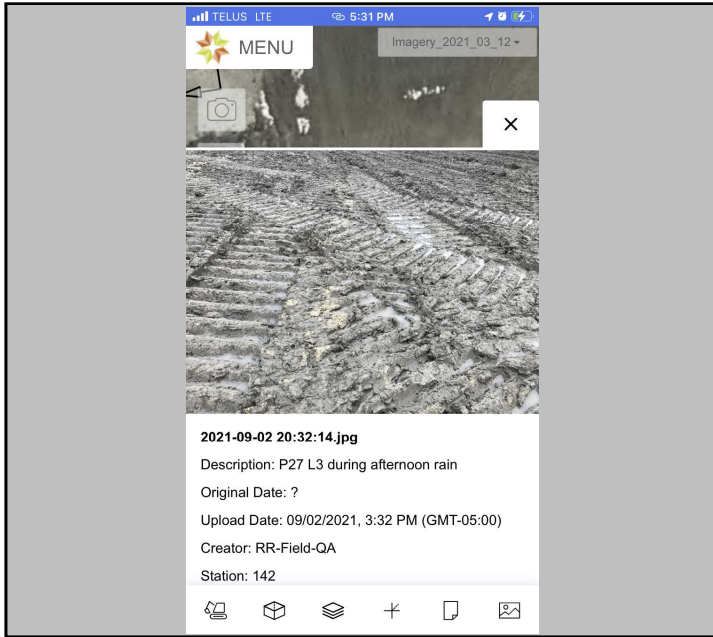 TELUS LTE 5:31 PM
MENU
Imagery_2021_03_12
2021-09-02 20:32:14.jpg
Description: P27 L3 during afternoon rain
Original Date: ?
Upload Date: 09/02/2021, 3:32 PM (GMT-05:00)
Creator: RR-Field-QA
Station: 142